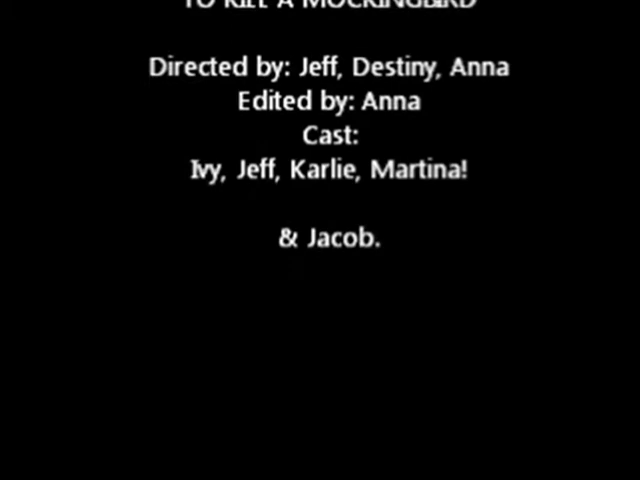 TO KILL A MOCKINGBIRD
Directed by: Jeff, Destiny, Anna
Edited by: Anna
Cast:
Ivy, Jeff, Karlie, Martina!
& Jacob.